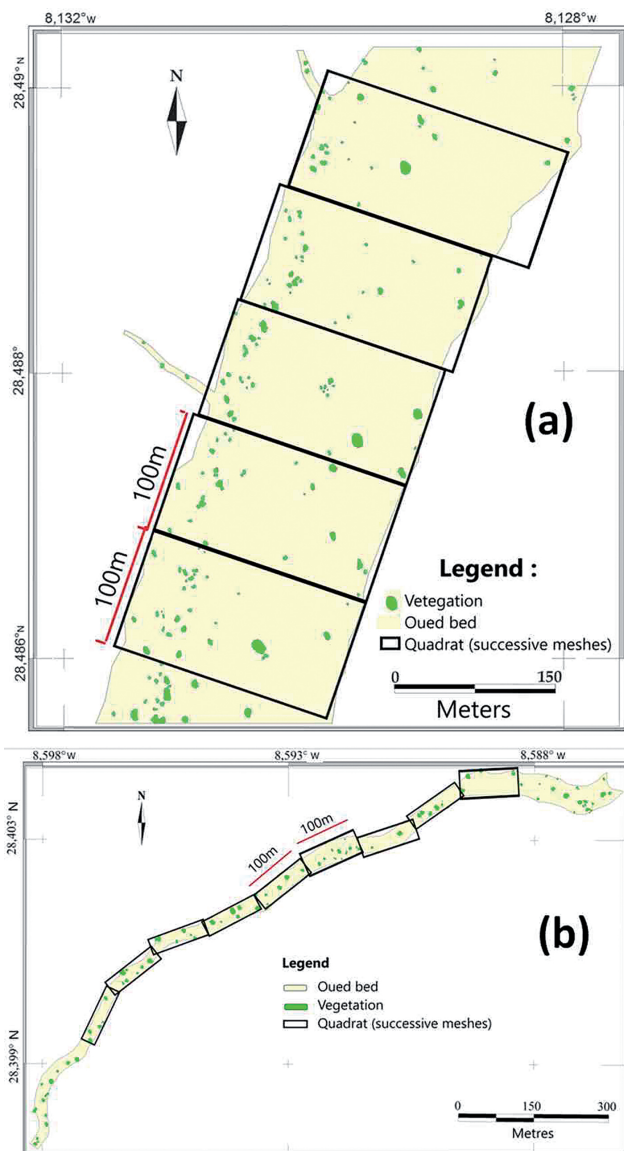 8,132°w 8,128°w
28,49° N
N
28,488° N
(a)
100m
100m
Legend :
Vetegation
Oued bed
Quadrat (successive meshes)
28,486°N
0 150
Meters
8,598° W 8,593° W 8,588° W
N
28,403° N
100m
100m
(b)
Legend
Oued bed
Vegetation
Quadrat (successive meshes)
28,399° N
0 150 300
Metres